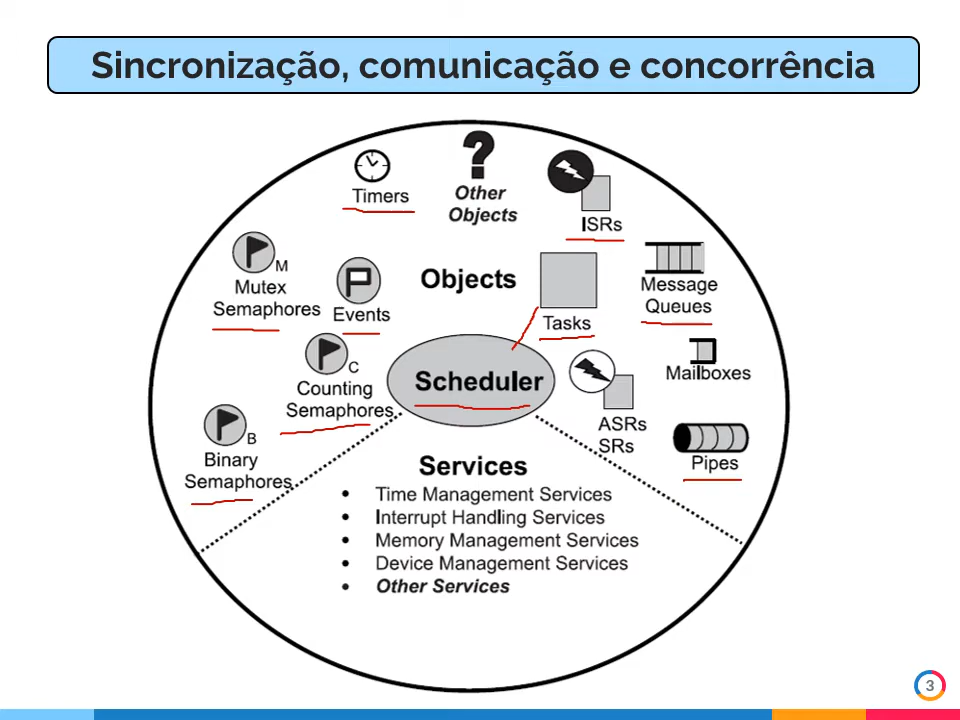 Sincronização, comunicação e concorrência
Timers
?
Other
Objects
ISRs
M
Mutex
Semaphores
Events
Objects
Tasks
Message
Queues
C
Counting
Semaphores
Scheduler
Mailboxes
B
Binary
Semaphores
ASRs
SRs
Pipes
Services
• Time Management Services
• Interrupt Handling Services
• Memory Management Services
• Device Management Services
• Other Services
3